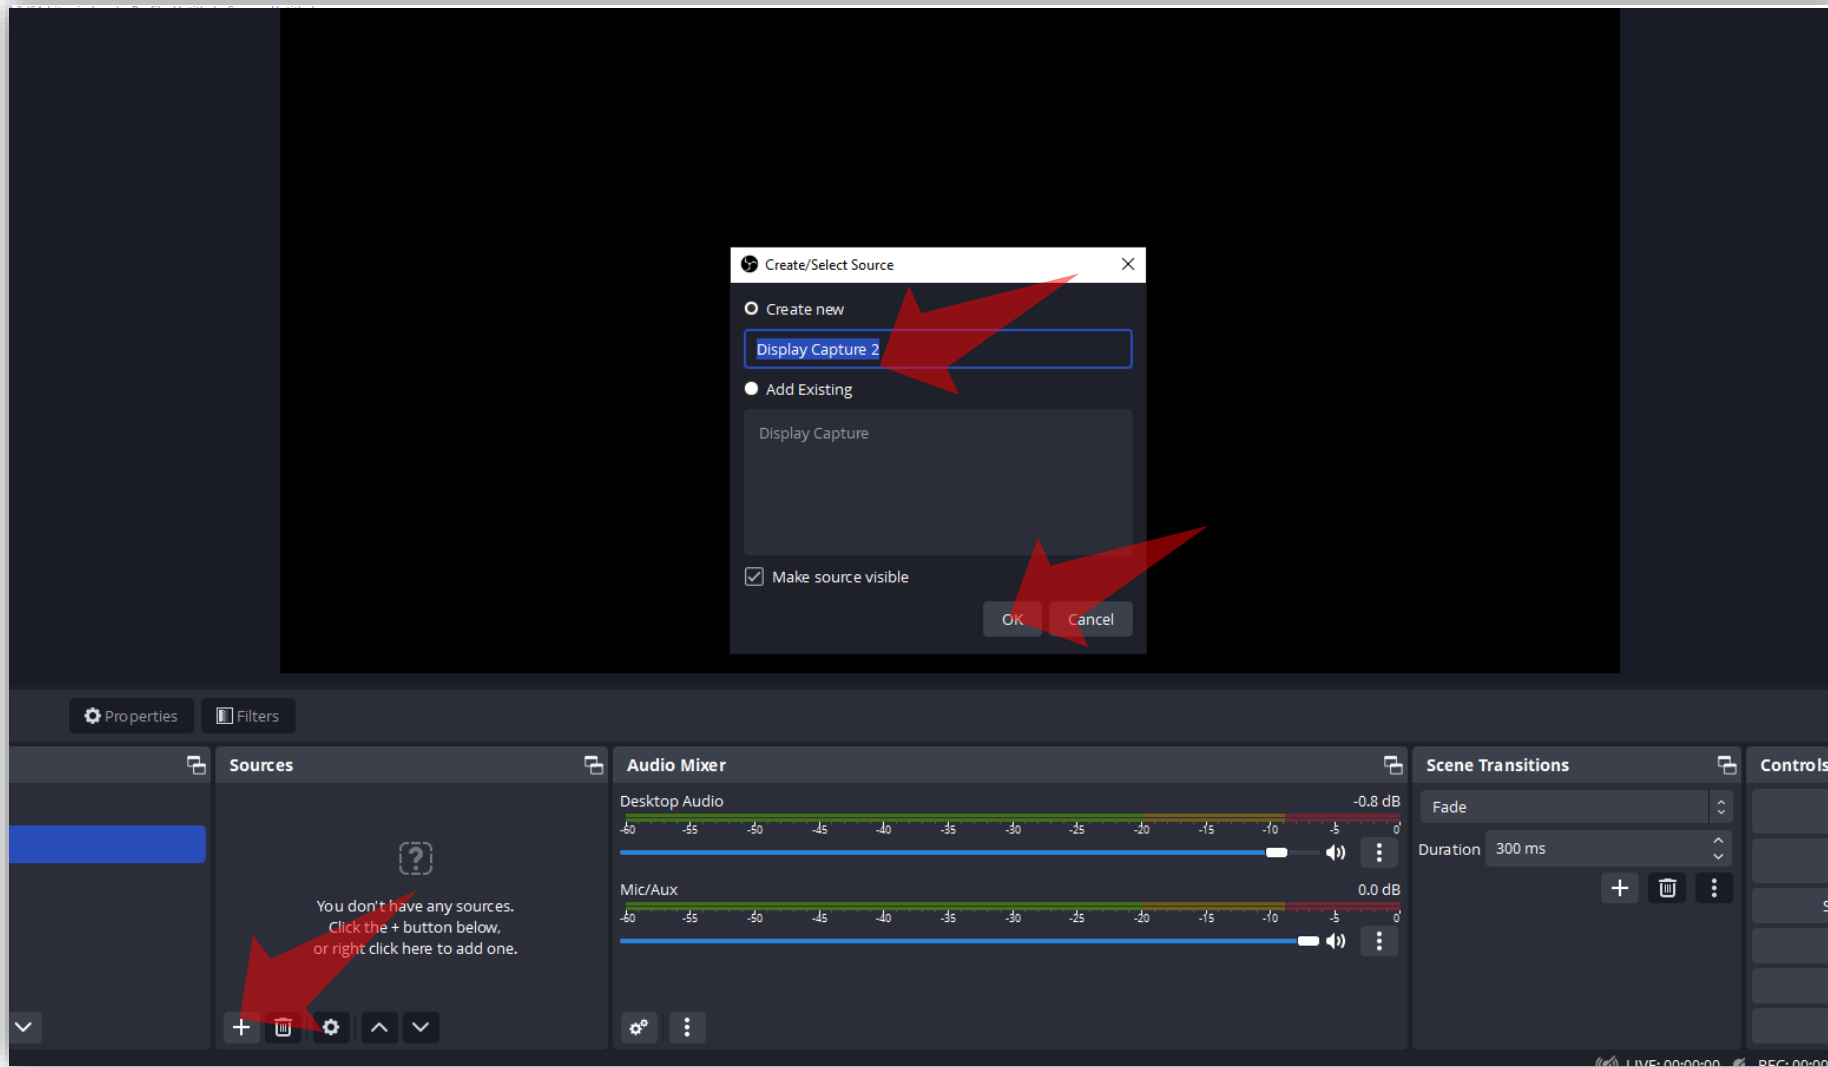 Create/Select Source
Create new
Display Capture 2
Add Existing
Display Capture
Make source visible
OK
Cancel
Properties
Filters
Sources
You don't have any sources.
Click the + button below,
or right click here to add one.
Audio Mixer
Desktop Audio
-0.8 dB
-60 -55 -50 -45 -40 -35 -30 -25 -20 -15 -10 -5 0
Mic/Aux
0.0 dB
-60 -55 -50 -45 -40 -35 -30 -25 -20 -15 -10 -5 0
Scene Transitions
Fade
Duration 300 ms
Controls
S
LIVE: 00:00:00
REC: 00:00